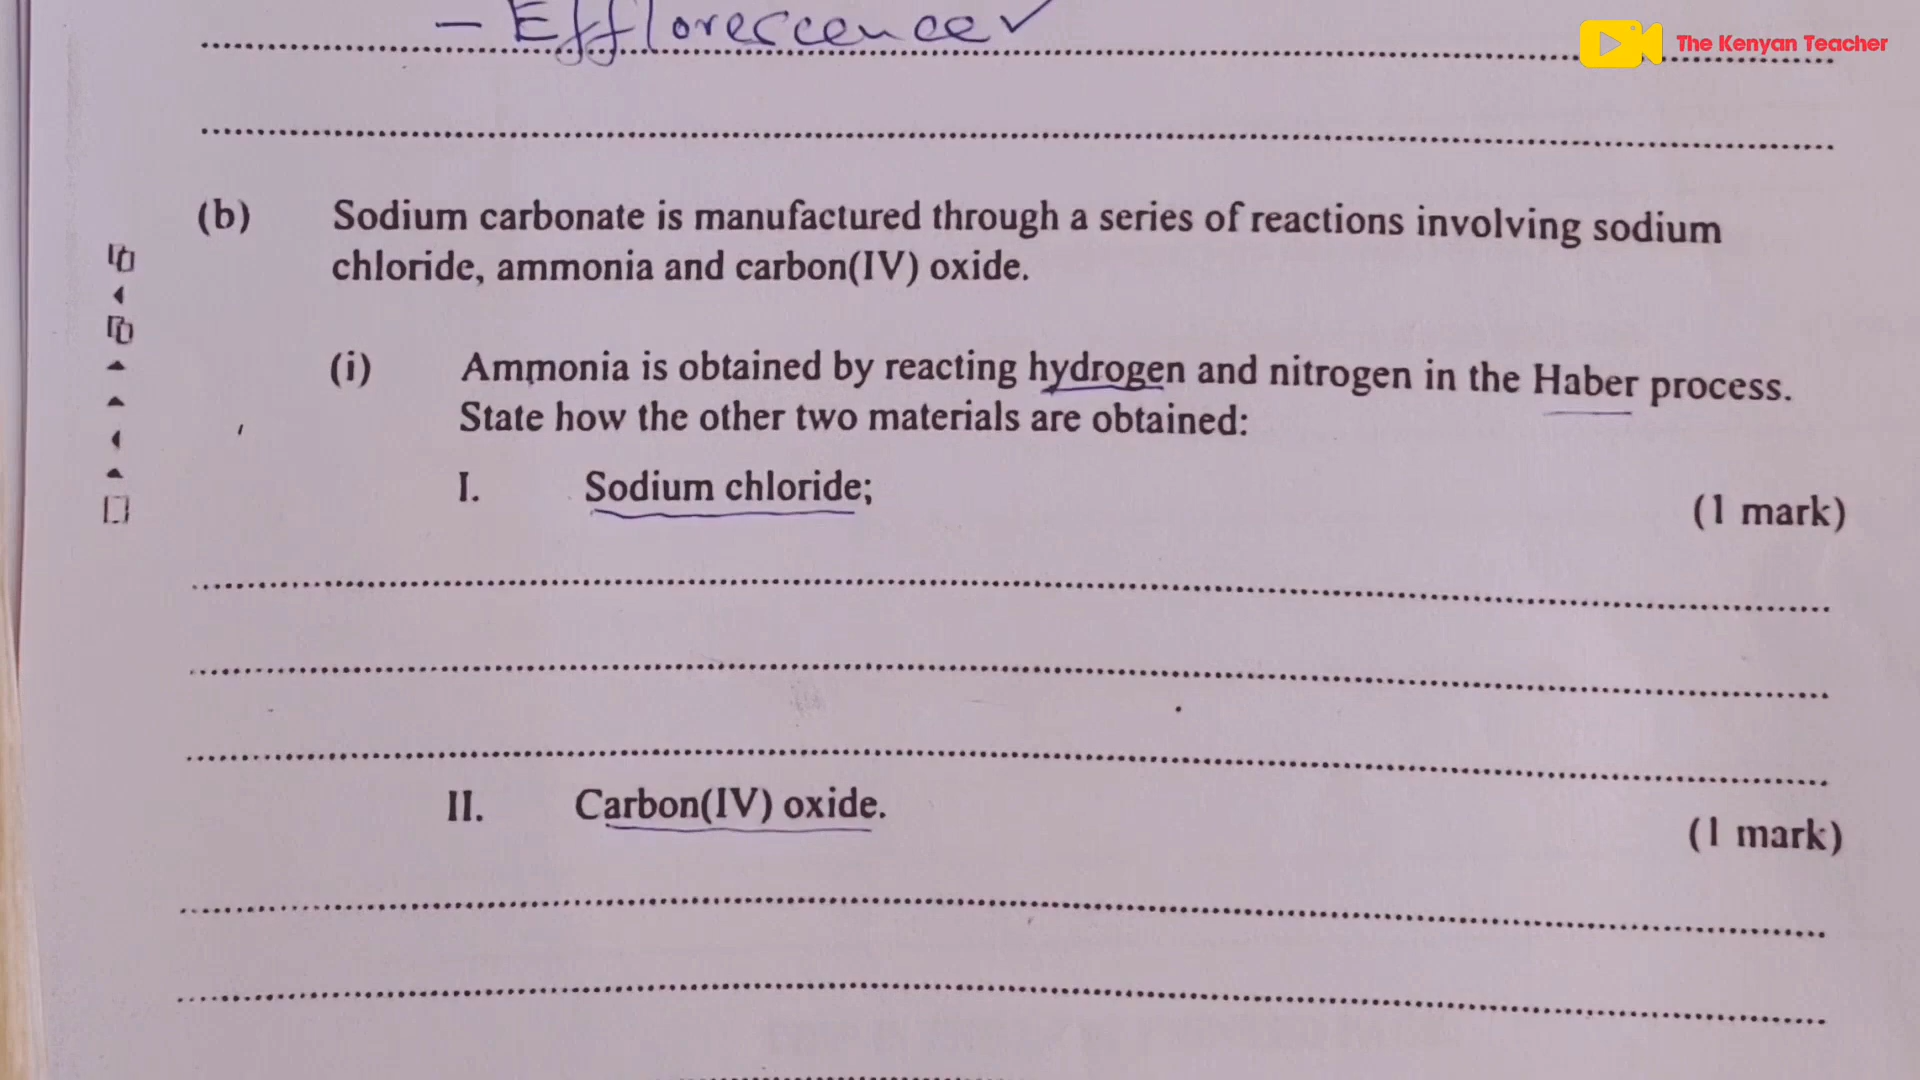 – Efflorescence ✓
The Kenyan Teacher
(b) Sodium carbonate is manufactured through a series of reactions involving sodium
chloride, ammonia and carbon(IV) oxide.
(i) Ammonia is obtained by reacting hydrogen and nitrogen in the Haber process.
State how the other two materials are obtained:
I. Sodium chloride;
(1 mark)
II. Carbon(IV) oxide.
(1 mark)